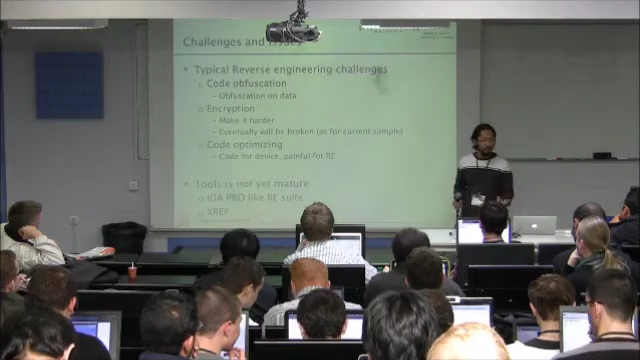 Challenges and Issues
• Typical Reverse engineering challenges
○ Code obfuscation
– Obfuscation on data
○ Encryption
– Make it harder
– Eventually will be broken (as for current sample)
○ Code optimizing
– Code for device, painful for RE
• Tools is not yet mature
○ IDA PRO like RE suite
○ XREF